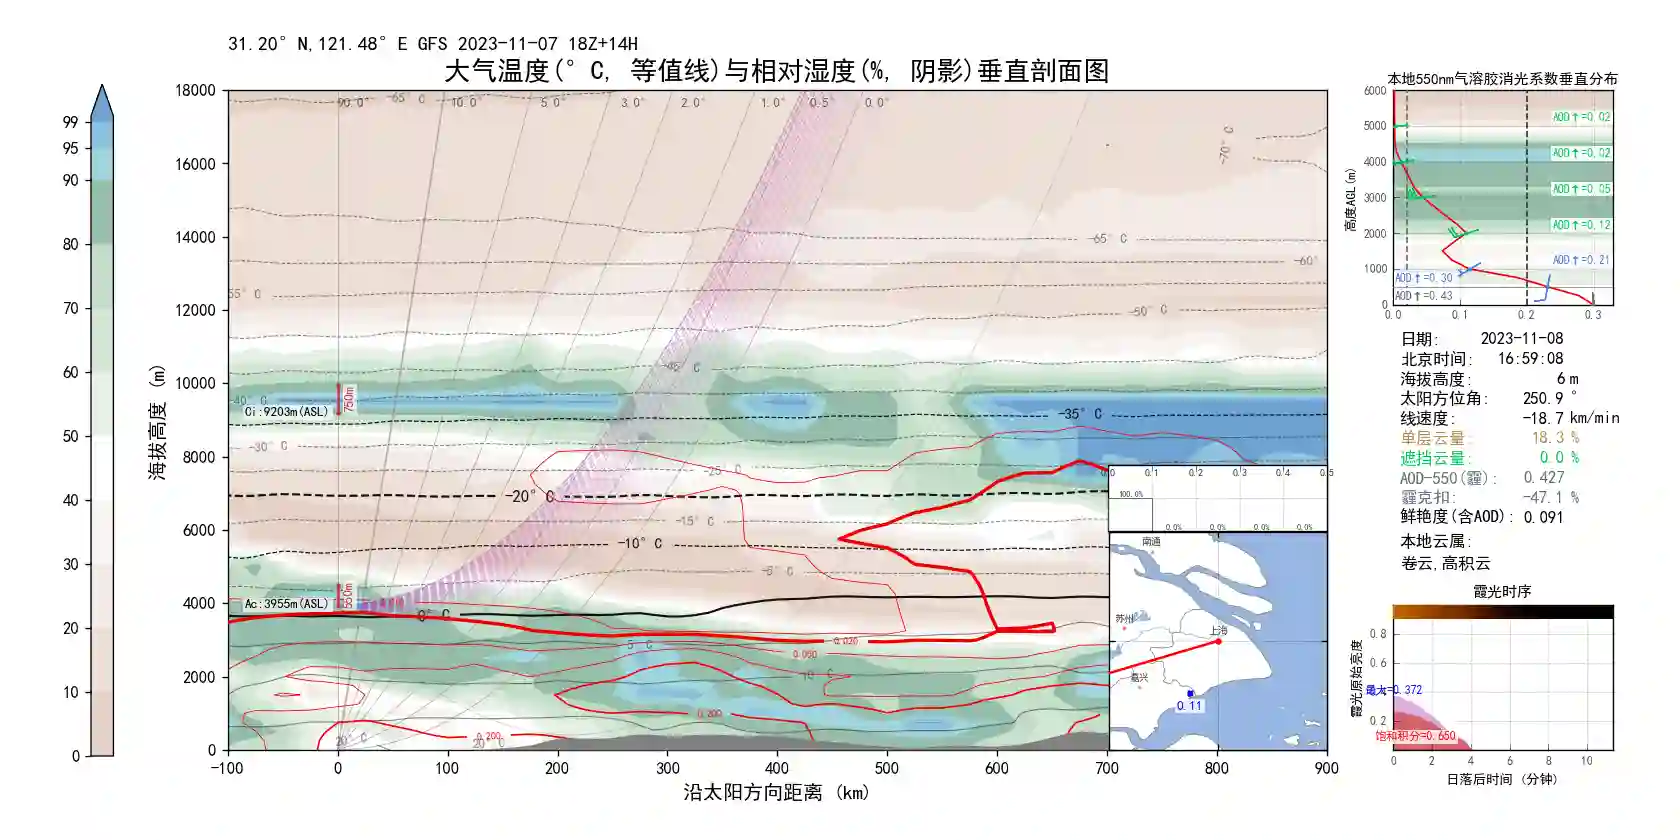 31.20° N,121.48° E GFS 2023-11-07 18Z+14H
大气温度(° C, 等值线)与相对湿度(%, 阴影)垂直剖面图
99
95
90
80
70
60
50
40
30
20
10
0
海拔高度 (m)
18000
16000
14000
12000
10000
8000
6000
4000
2000
0
-65° C
90.0°
10.0°
5.0°
3.0°
2.0°
1.0°
0.5°
0.0°
-70° C
-65° C
-60°
55° C
-50° C
-45° C
-40° C
750m
Ci:9203m(ASL)
-35° C
-30° C
-25° C
-20° C
-15° C
-10° C
-5° C
Ac:3955m(ASL)
0° C
0.020
5° C
0.060
10° C
0.200
0.200
20° C
20° C
-100 0 100 200 300 400 500 600 700 800 900
沿太阳方向距离 (km)
0.1 0.2 0.3 0.4 0.5
100.0%
0.0% 0.0% 0.0% 0.0%
南通
苏州
上海
嘉兴
0.11
本地550nm气溶胶消光系数垂直分布
高度AGL(m)
6000
5000
4000
3000
2000
1000
0
AOD↑=0.02
AOD↑=0.02
AOD↑=0.05
AOD↑=0.12
AOD↑=0.21
AOD↑=0.30
AOD↑=0.43
0.0 0.1 0.2 0.3
日期: 2023-11-08
北京时间: 16:59:08
海拔高度: 6 m
太阳方位角: 250.9 °
线速度: -18.7 km/min
单层云量: 18.3 %
遮挡云量: 0.0 %
AOD-550(霾): 0.427
霾克扣: -47.1 %
鲜艳度(含AOD): 0.091
本地云属:
卷云,高积云
霞光时序
霞光原始亮度
0.8
0.6
0.2
最大=0.372
饱和积分=0.650
0 2 4 6 8 10
日落后时间 (分钟)